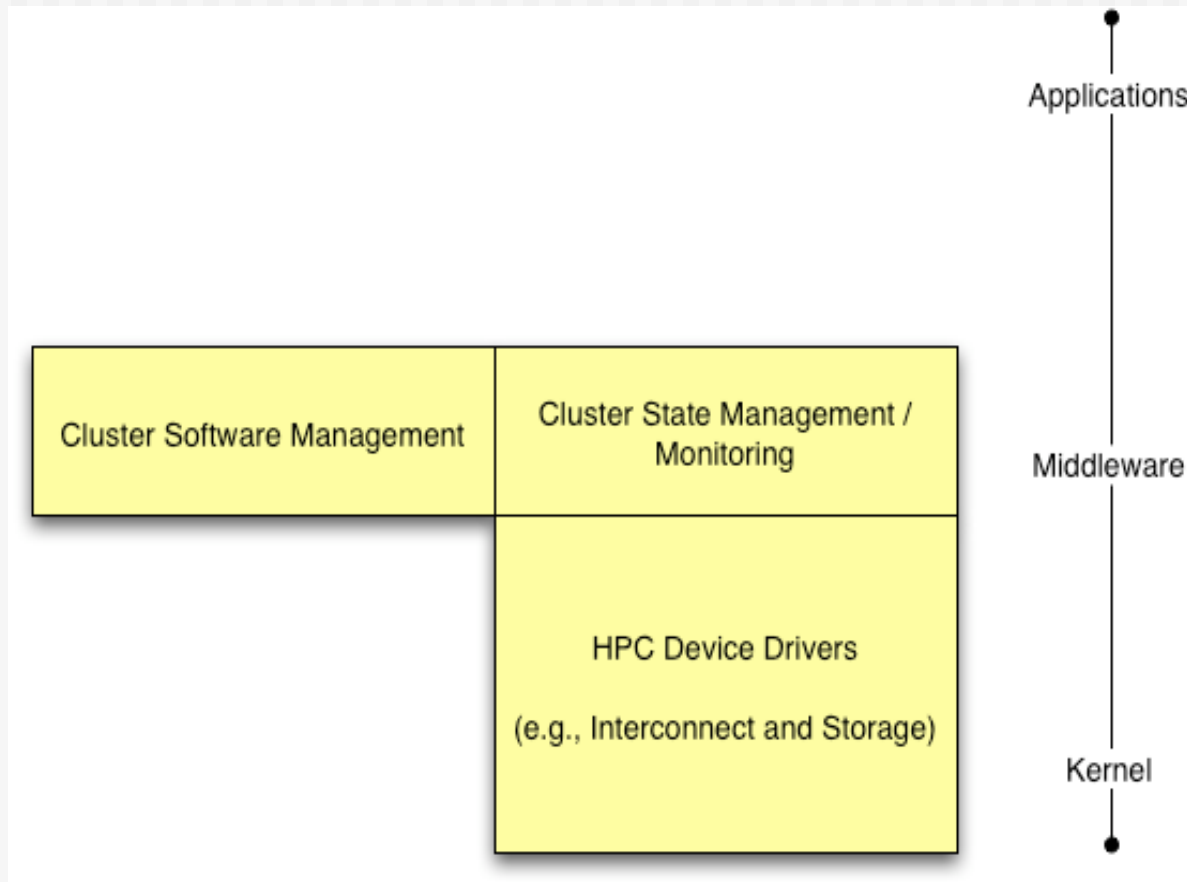 Applications
Cluster Software Management
Cluster State Management /
Monitoring
Middleware
HPC Device Drivers
(e.g., Interconnect and Storage)
Kernel